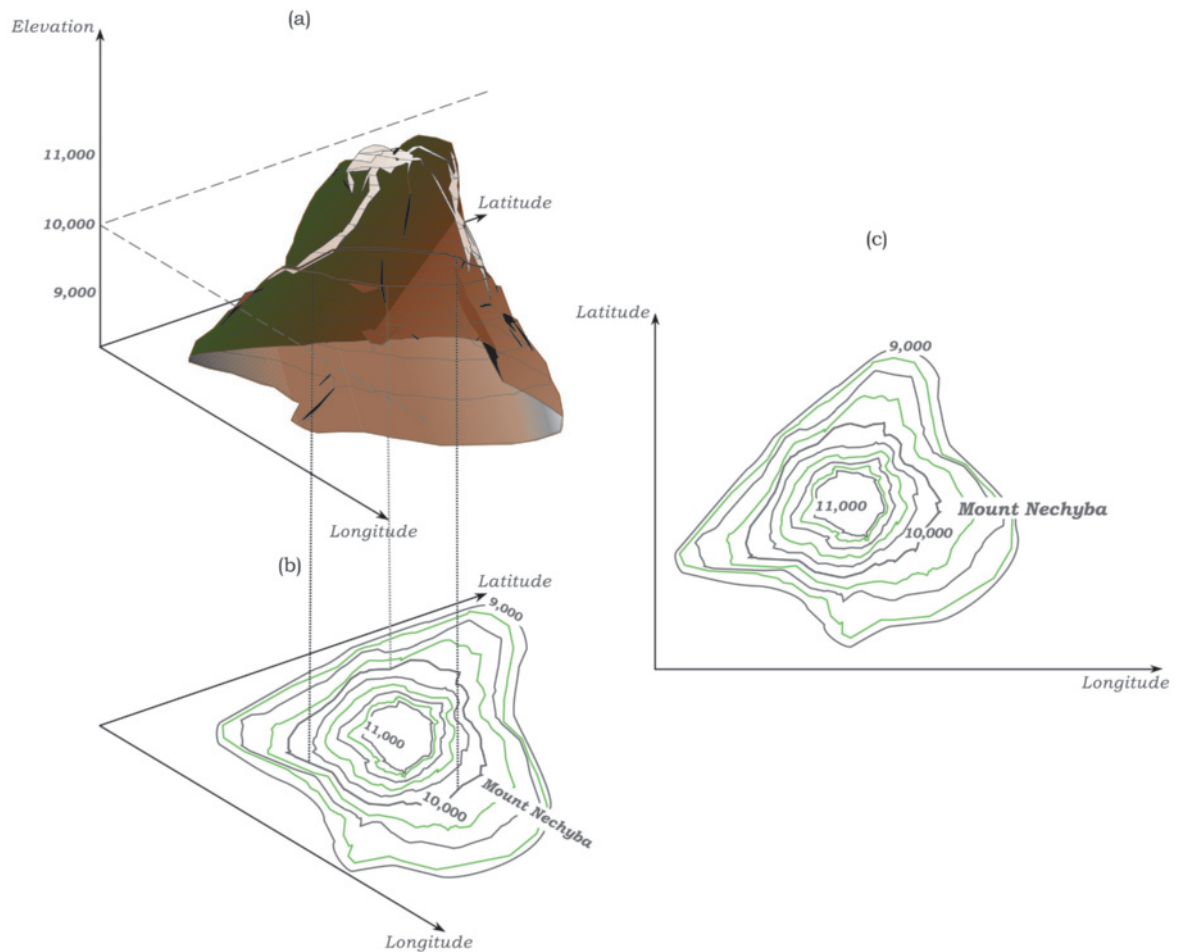 (a)
Elevation
11,000
10,000
9,000
Latitude
Longitude
(b)
Latitude
9,000
11,000
10,000
Mount Nechyba
Longitude
(c)
Latitude
9,000
11,000
10,000
Mount Nechyba
Longitude